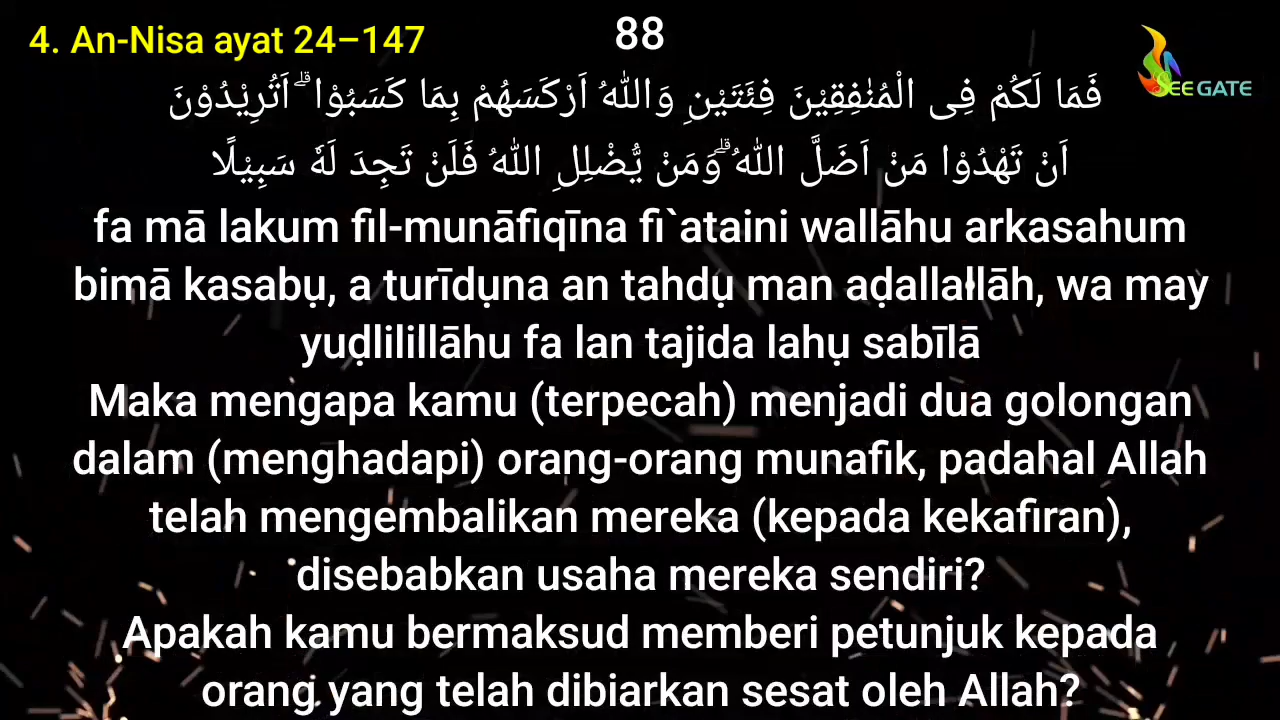 4. An-Nisa ayat 24–147
88
SEE GATE
فَمَا لَكُمْ فِى الْمُنٰفِقِيْنَ فِئَتَيْنِ وَاللّٰهُ اَرْكَسَهُمْ بِمَا كَسَبُوْا ۗ اَتُرِيْدُوْنَ
اَنْ تَهْدُوْا مَنْ اَضَلَّ اللّٰهُ ۗوَمَنْ يُّضْلِلِ اللّٰهُ فَلَنْ تَجِدَ لَهٗ سَبِيْلًا
fa mā lakum fil-munāfiqīna fi`ataini wallāhu arkasahum
bimā kasabụ, a turīdụna an tahdụ man aḍallallāh, wa may
yuḍlilillāhu fa lan tajida lahụ sabīlā
Maka mengapa kamu (terpecah) menjadi dua golongan
dalam (menghadapi) orang-orang munafik, padahal Allah
telah mengembalikan mereka (kepada kekafiran),
disebabkan usaha mereka sendiri?
Apakah kamu bermaksud memberi petunjuk kepada
orang yang telah dibiarkan sesat oleh Allah?